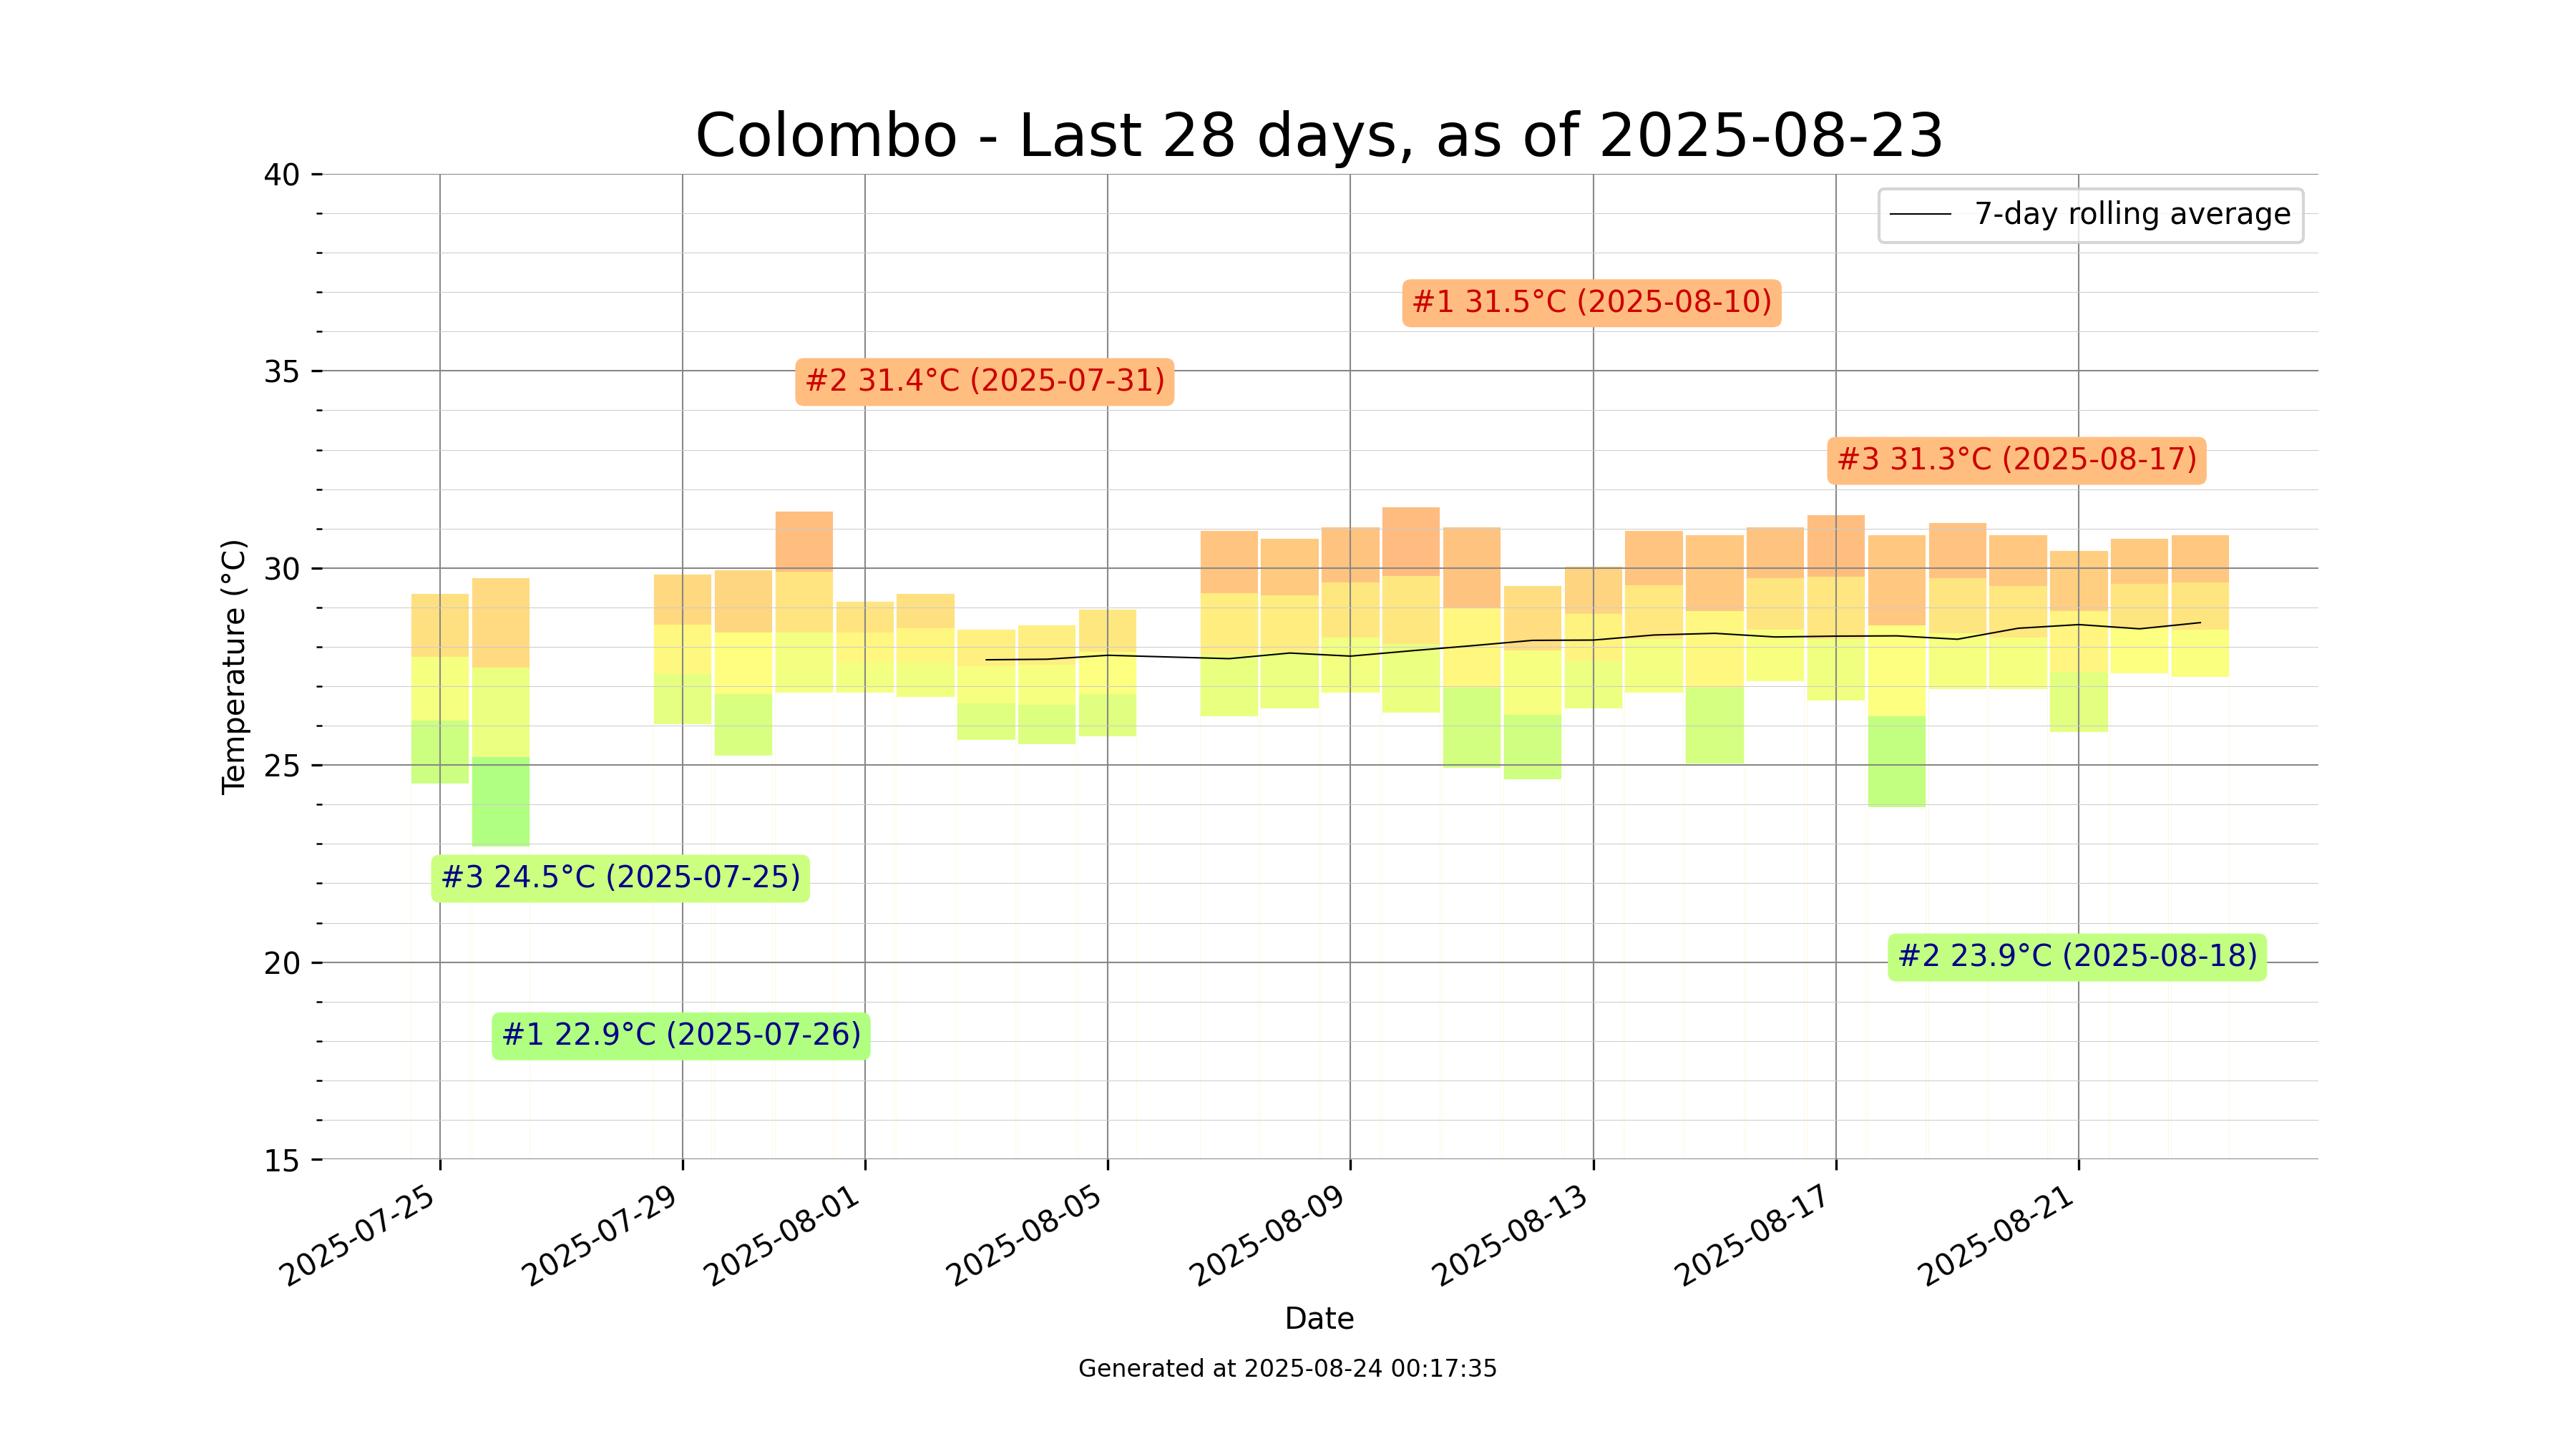 Colombo - Last 28 days, as of 2025-08-23
40
7-day rolling average
#1 31.5°C (2025-08-10)
35
#2 31.4°C (2025-07-31)
#3 31.3°C (2025-08-17)
30
Temperature (°C)
25
#3 24.5°C (2025-07-25)
20
#2 23.9°C (2025-08-18)
#1 22.9°C (2025-07-26)
15
2025-07-25
2025-07-29
2025-08-01
2025-08-05
2025-08-09
2025-08-13
2025-08-17
2025-08-21
Date
Generated at 2025-08-24 00:17:35